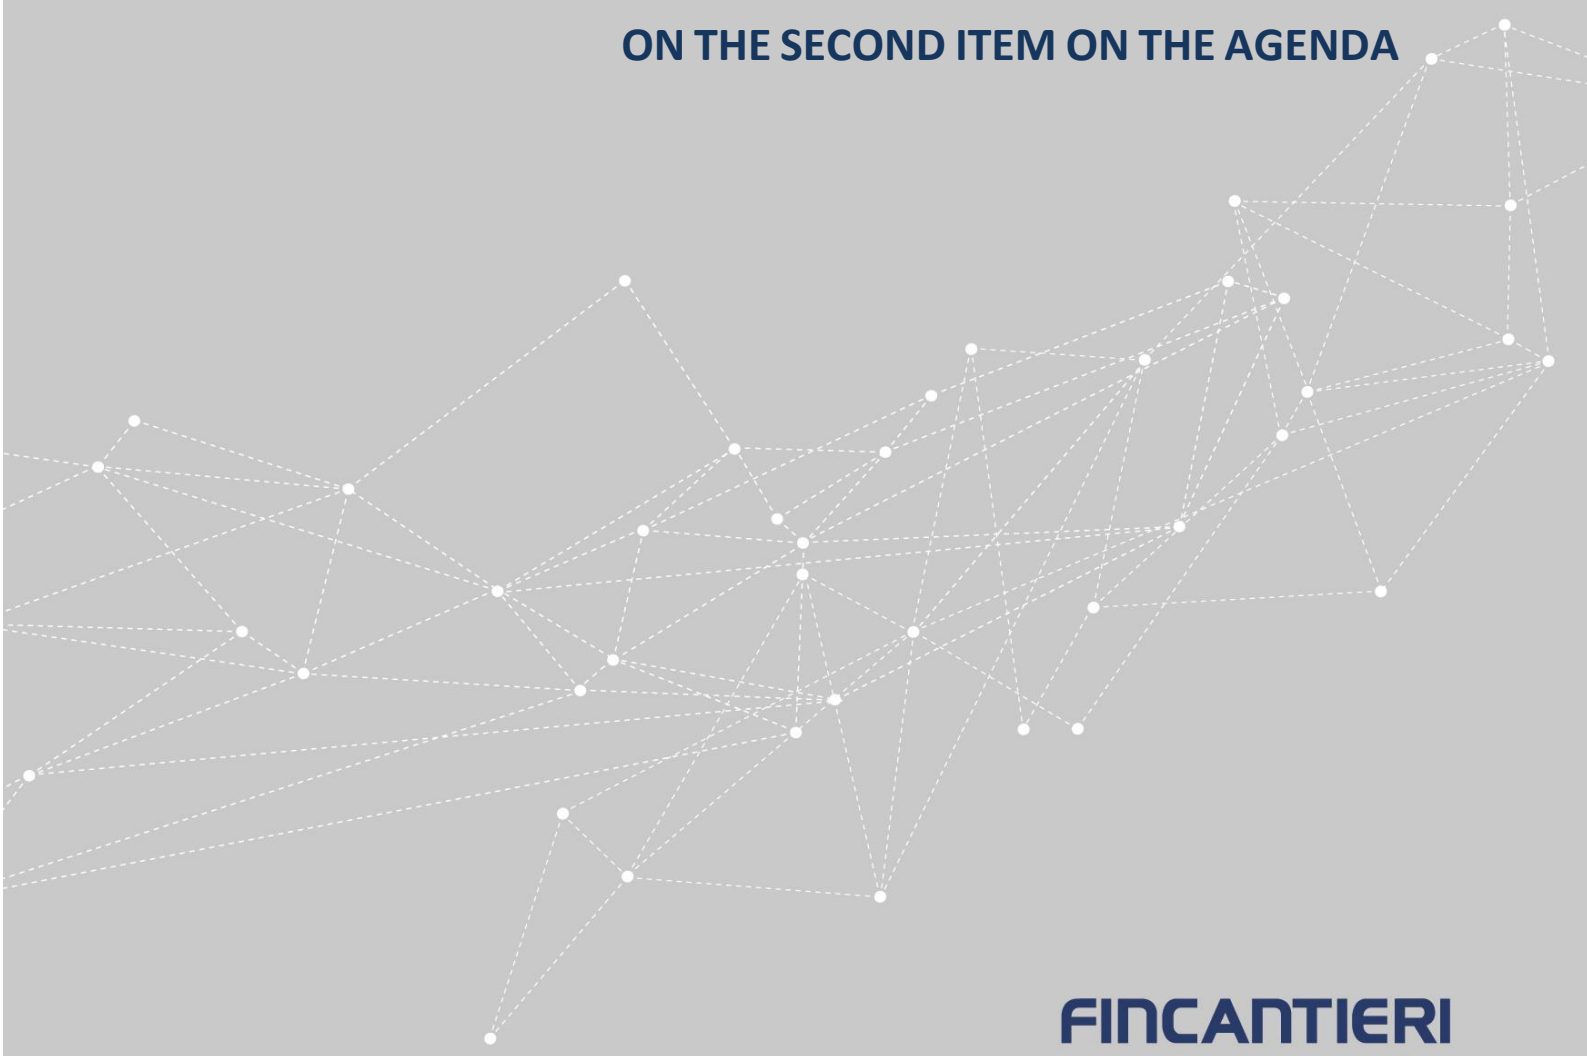 ON THE SECOND ITEM ON THE AGENDA
FINCANTIERI